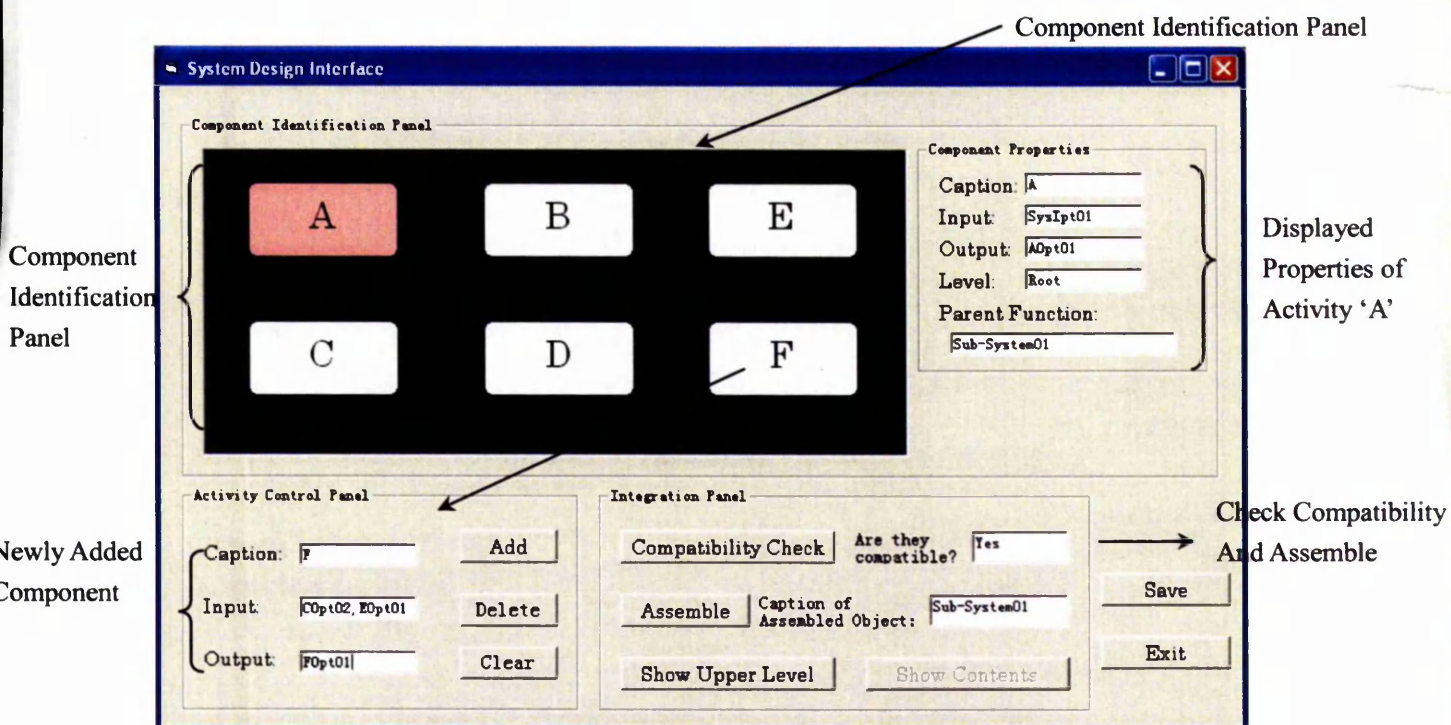 Component Identification Panel
System Design Interface
Component Identification Panel
Component Properties
A
B
E
C
D
F
Caption: A
Input: SysIpt01
Output: AOpt01
Level: Root
Parent Function:
Sub-System01
Component
Identification
Panel
Displayed
Properties of
Activity ‘A’
Activity Control Panel
Caption: F
Add
Input: COpt02, EOpt01
Delete
Output: FOpt01
Clear
Newly Added
Component
Integration Panel
Compatibility Check
Are they
compatible?
Yes
Assemble
Caption of
Assembled Object:
Sub-System01
Show Upper Level
Show Contents
Check Compatibility
And Assemble
Save
Exit